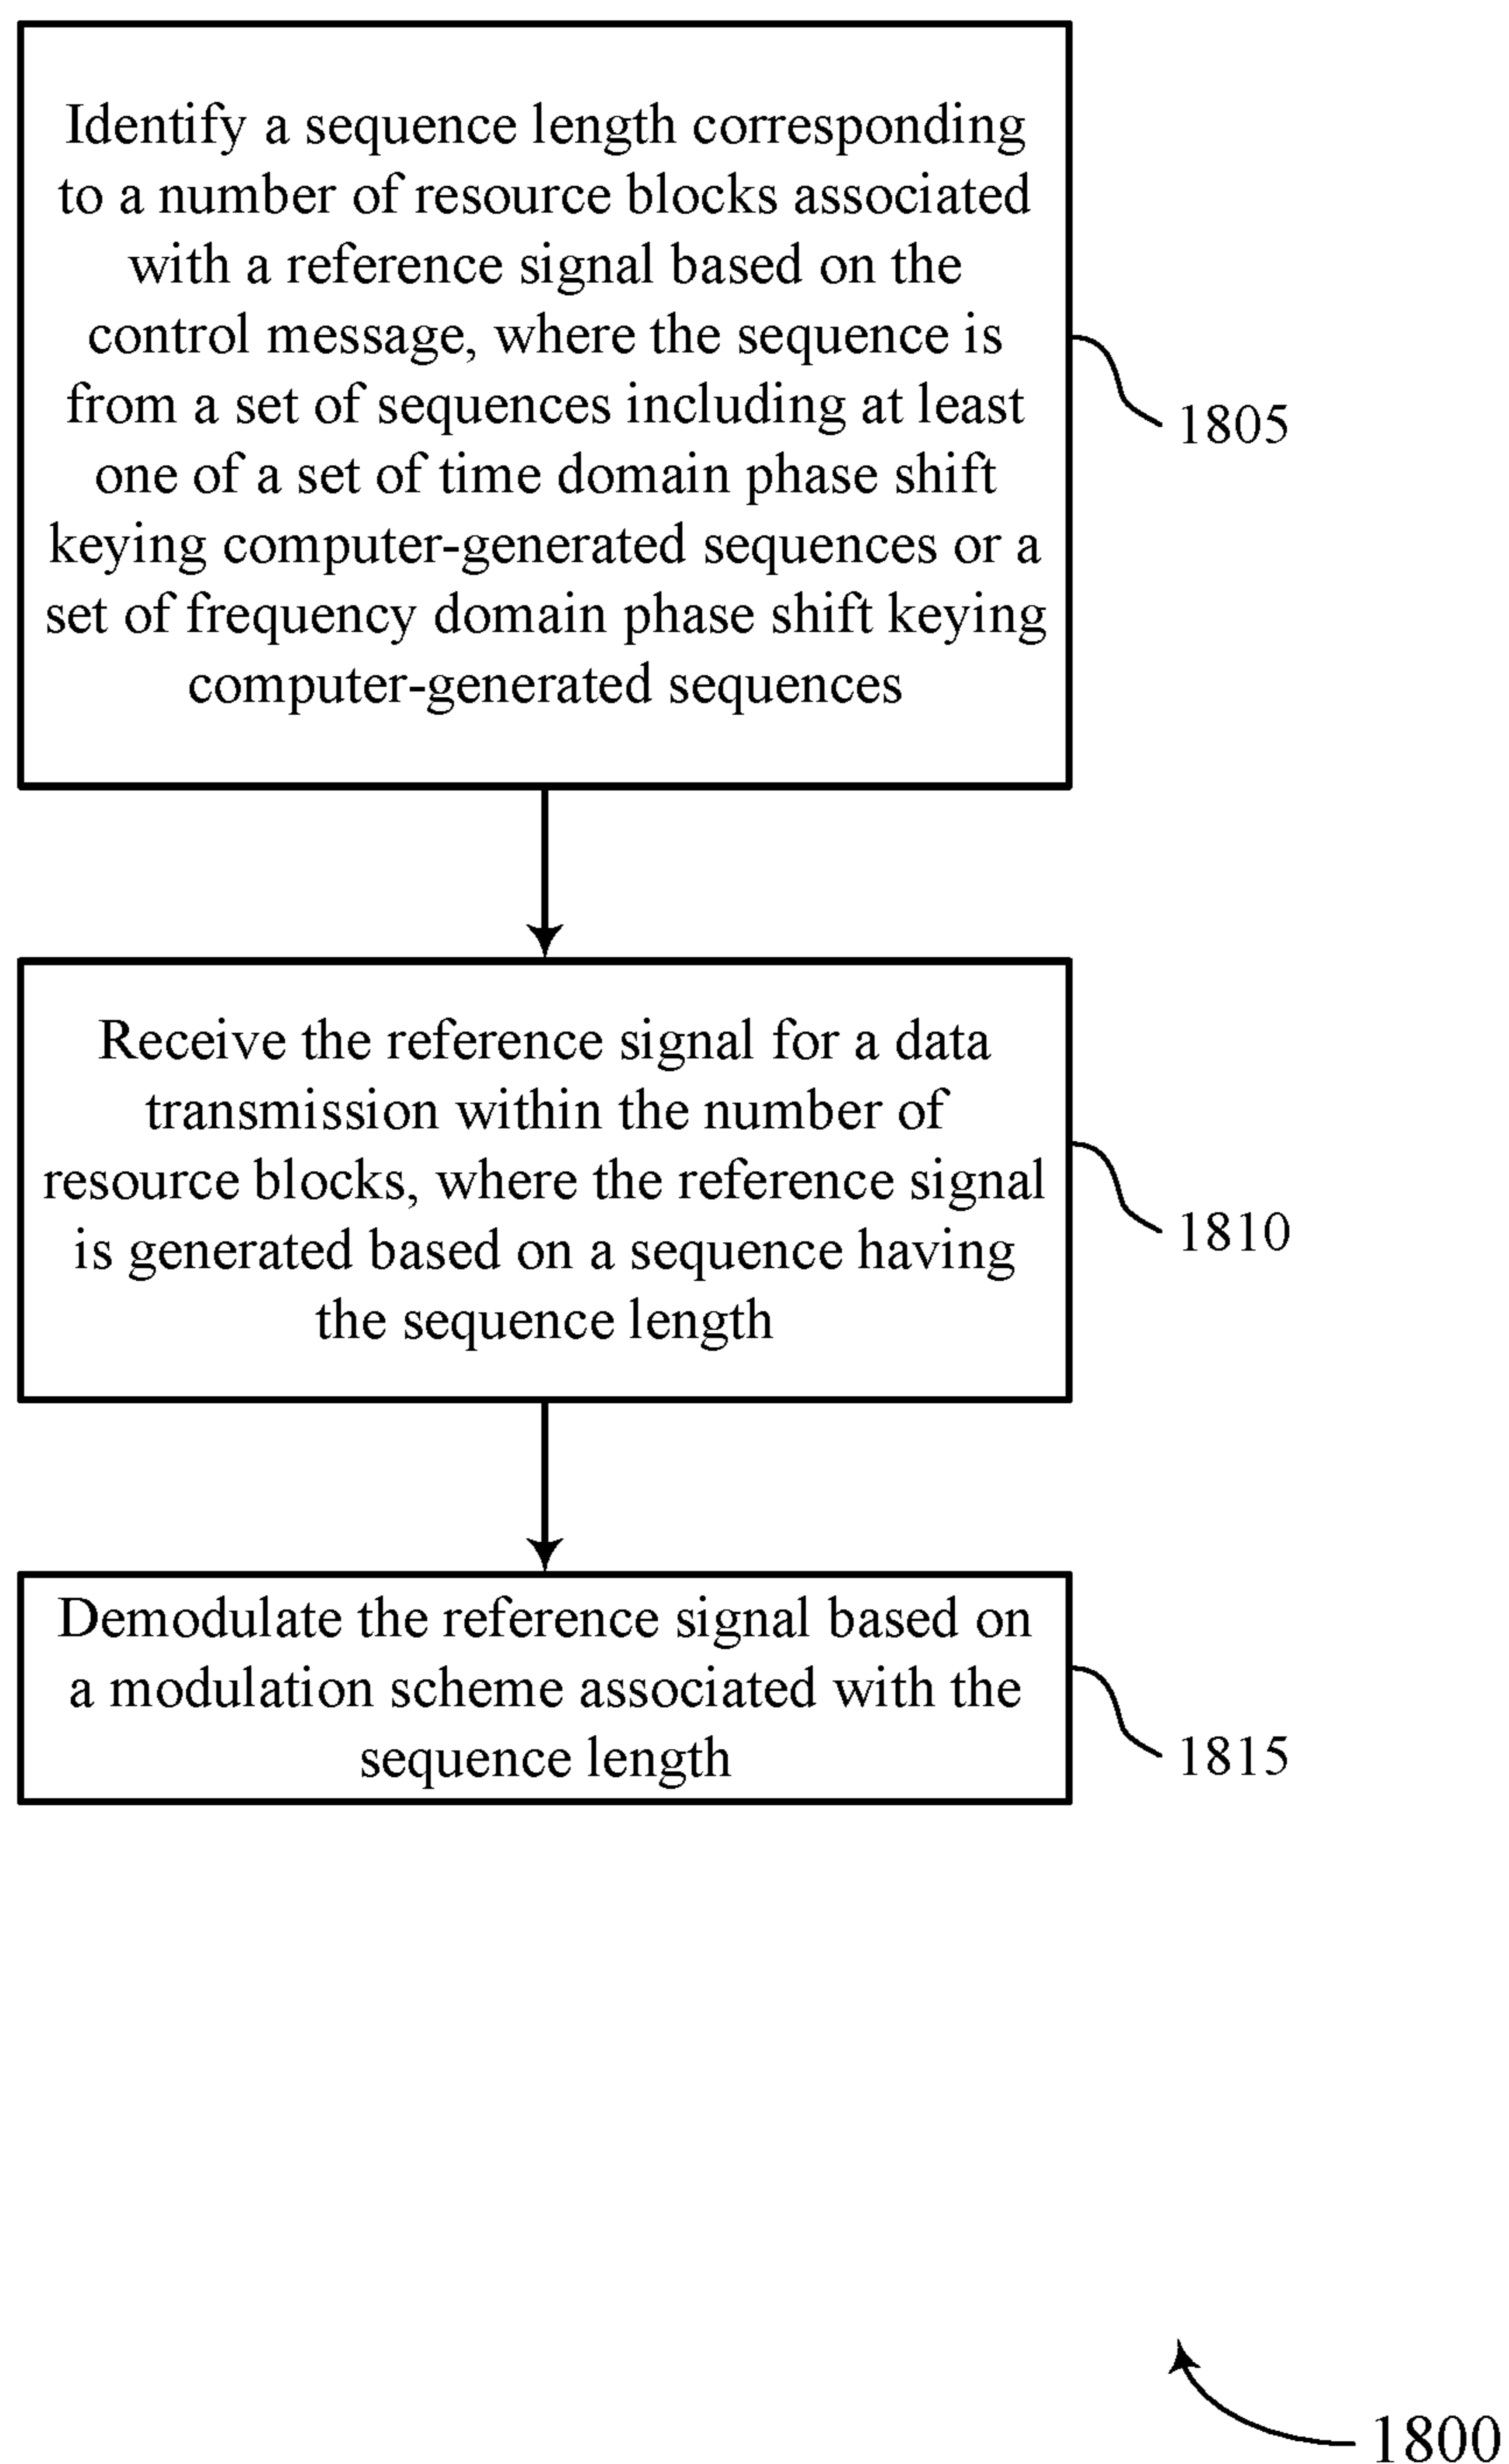 Identify a sequence length corresponding
to a number of resource blocks associated
with a reference signal based on the
control message, where the sequence is
from a set of sequences including at least
one of a set of time domain phase shift
keying computer-generated sequences or a
set of frequency domain phase shift keying
computer-generated sequences
1805
Receive the reference signal for a data
transmission within the number of
resource blocks, where the reference signal
is generated based on a sequence having
the sequence length
1810
Demodulate the reference signal based on
a modulation scheme associated with the
sequence length
1815
1800